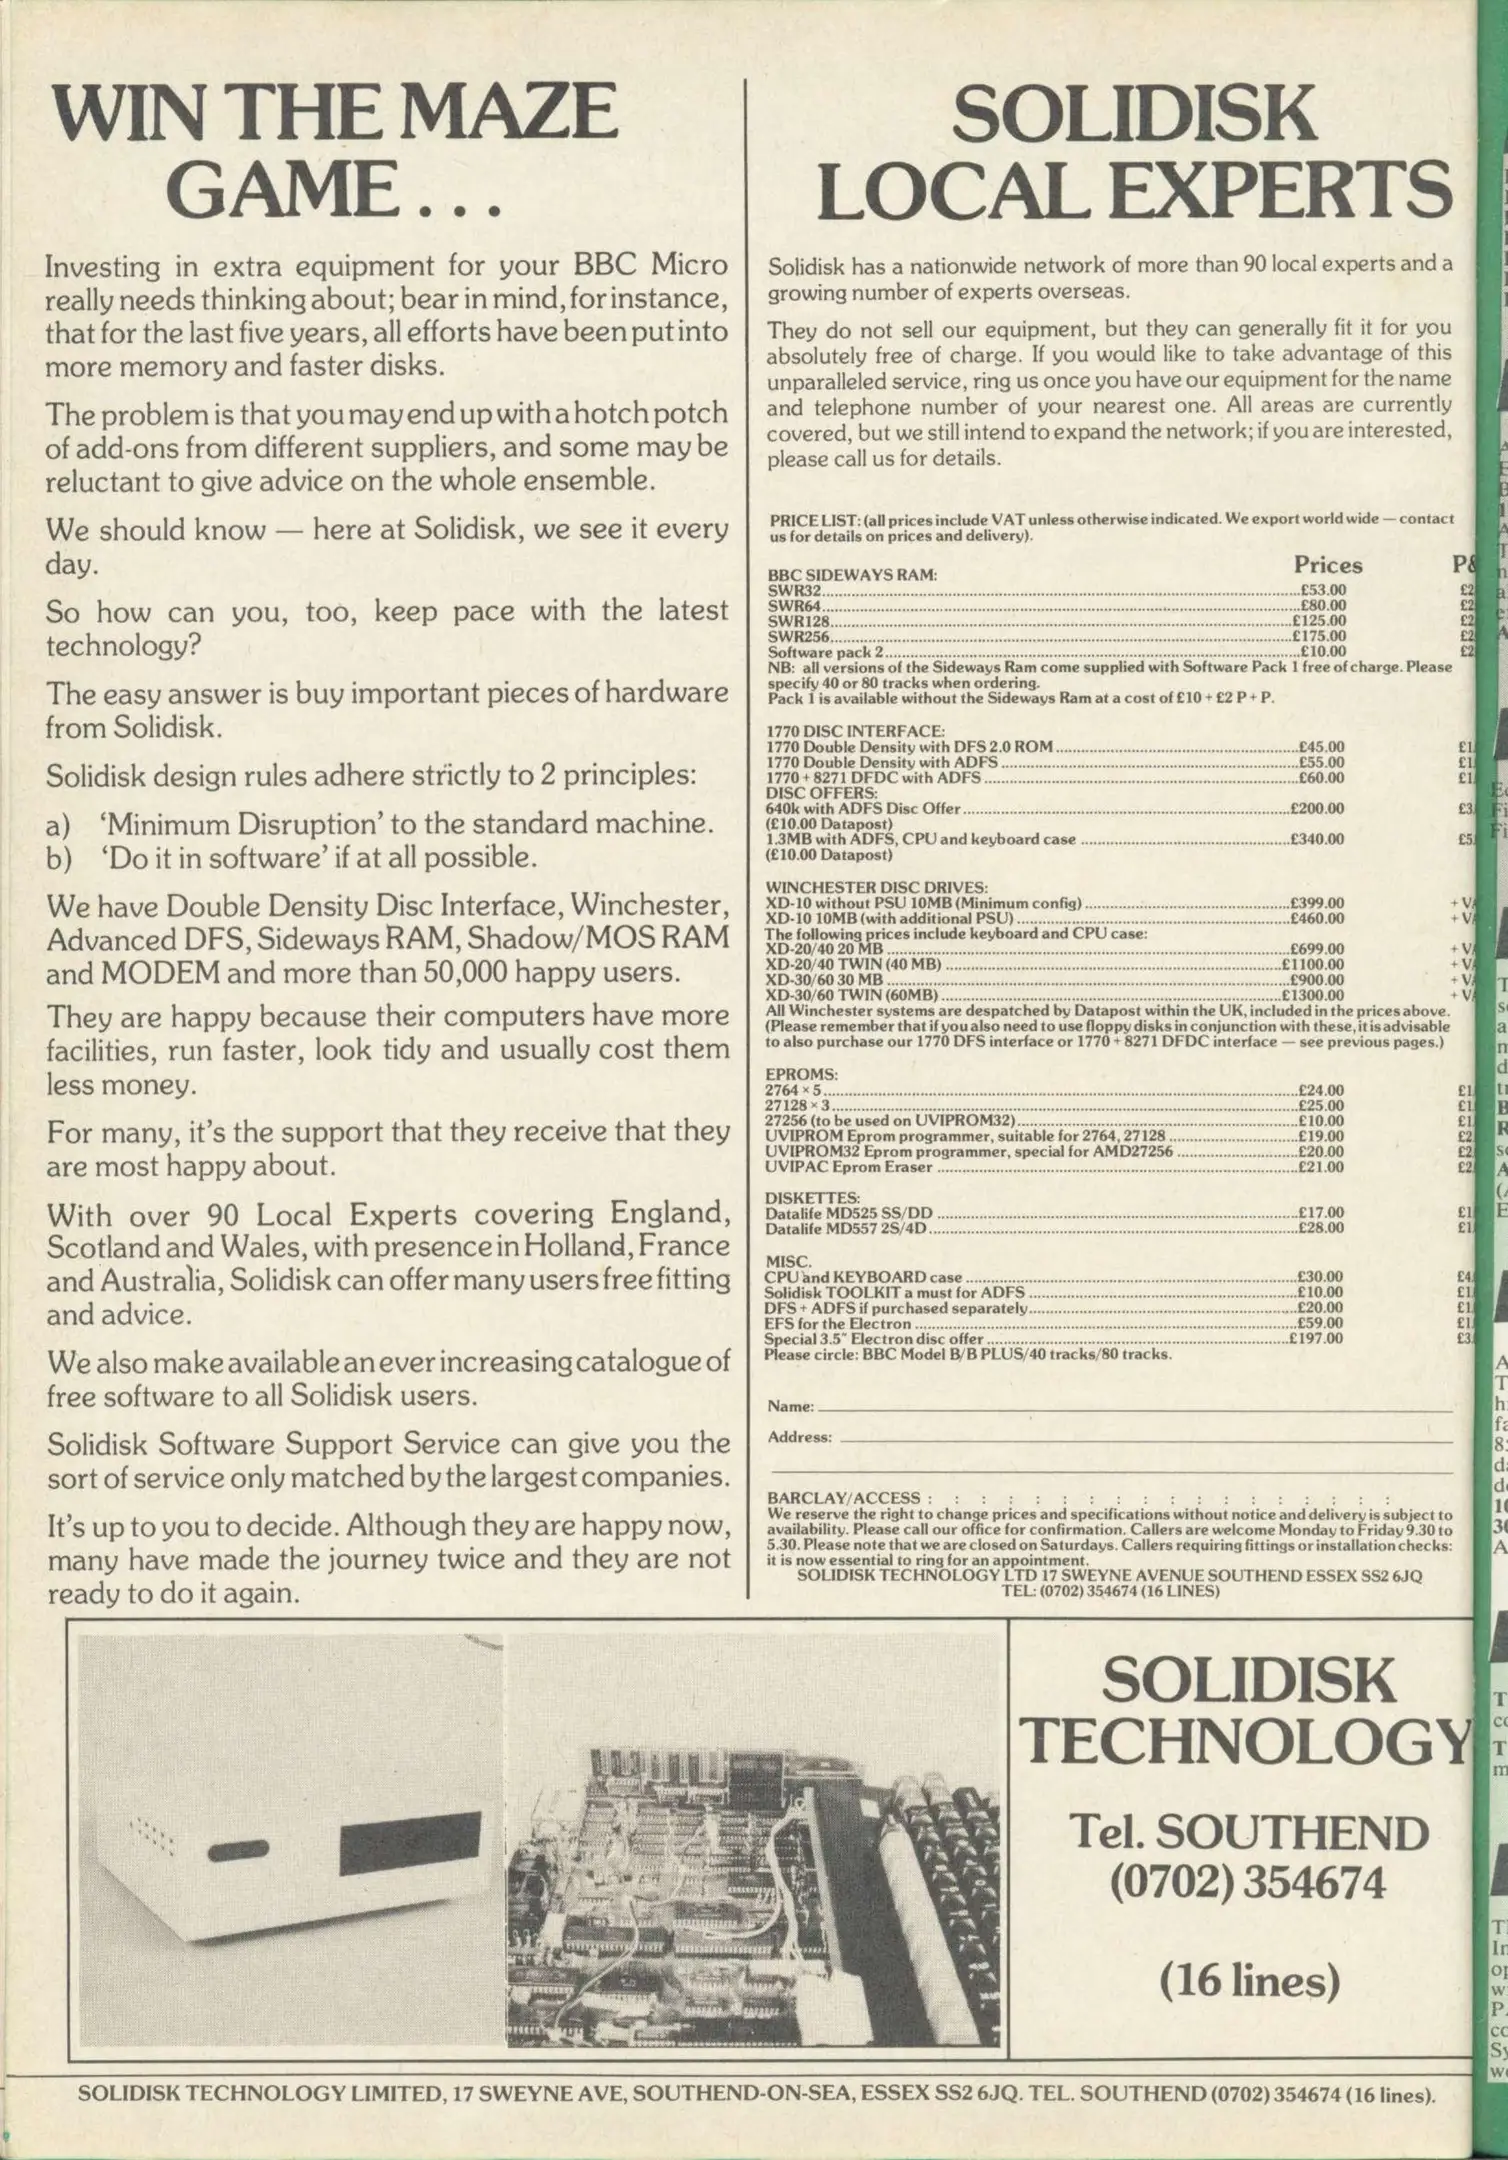 WIN THE MAZE
GAME...
Investing in extra equipment for your BBC Micro
really needs thinking about; bear in mind, for instance,
that for the last five years, all efforts have been put into
more memory and faster disks.
The problem is that you may end up with a hotch potch
of add-ons from different suppliers, and some may be
reluctant to give advice on the whole ensemble.
We should know — here at Solidisk, we see it every
day.
So how can you, too, keep pace with the latest
technology?
The easy answer is buy important pieces of hardware
from Solidisk.
Solidisk design rules adhere strictly to 2 principles:
a) 'Minimum Disruption' to the standard machine.
b) 'Do it in software' if at all possible.
We have Double Density Disc Interface, Winchester,
Advanced DFS, Sideways RAM, Shadow/MOS RAM
and MODEM and more than 50,000 happy users.
They are happy because their computers have more
facilities, run faster, look tidy and usually cost them
less money.
For many, it's the support that they receive that they
are most happy about.
With over 90 Local Experts covering England,
Scotland and Wales, with presence in Holland, France
and Australia, Solidisk can offer many users free fitting
and advice.
We also make available an ever increasing catalogue of
free software to all Solidisk users.
Solidisk Software Support Service can give you the
sort of service only matched by the largest companies.
It's up to you to decide. Although they are happy now,
many have made the journey twice and they are not
ready to do it again.
SOLIDISK
LOCAL EXPERTS
Solidisk has a nationwide network of more than 90 local experts and a
growing number of experts overseas.
They do not sell our equipment, but they can generally fit it for you
absolutely free of charge. If you would like to take advantage of this
unparalleled service, ring us once you have our equipment for the name
and telephone number of your nearest one. All areas are currently
covered, but we still intend to expand the network; if you are interested,
please call us for details.
PRICE LIST: (all prices include VAT unless otherwise indicated. We export world wide — contact
us for details on prices and delivery).
Prices P&
BBC SIDEWAYS RAM:
SWR32 £53.00 £2
SWR64 £80.00 £2
SWR128 £125.00 £2
SWR256 £175.00 £2
Software pack 2 £10.00 £2
NB: all versions of the Sideways Ram come supplied with Software Pack 1 free of charge. Please
specify 40 or 80 tracks when ordering.
Pack 1 is available without the Sideways Ram at a cost of £10 + £2 P + P.
1770 DISC INTERFACE:
1770 Double Density with DFS 2.0 ROM £45.00 £1
1770 Double Density with ADFS £55.00 £1
1770 + 8271 DFDC with ADFS £60.00 £1
DISC OFFERS:
640k with ADFS Disc Offer £200.00 £3
(£10.00 Datapost)
1.3MB with ADFS, CPU and keyboard case £340.00 £5
(£10.00 Datapost)
WINCHESTER DISC DRIVES:
XD-10 without PSU 10MB (Minimum config) £399.00 + V
XD-10 10MB (with additional PSU) £460.00 + V
The following prices include keyboard and CPU case:
XD-20/40 20 MB £699.00 + V
XD-20/40 TWIN (40 MB) £1100.00 + V
XD-30/60 30 MB £900.00 + V
XD-30/60 TWIN (60MB) £1300.00 + V
All Winchester systems are despatched by Datapost within the UK, included in the prices above.
(Please remember that if you also need to use floppy disks in conjunction with these, it is advisable
to also purchase our 1770 DFS interface or 1770 + 8271 DFDC interface — see previous pages.)
EPROMS:
2764 × 5 £24.00 £1
27128 × 3 £25.00 £1
27256 (to be used on UVIPROM32) £10.00 £1
UVIPROM Eprom programmer, suitable for 2764, 27128 £19.00 £2
UVIPROM32 Eprom programmer, special for AMD27256 £20.00 £2
UVIPAC Eprom Eraser £21.00 £2
DISKETTES:
Datalife MD525 SS/DD £17.00 £1
Datalife MD557 2S/4D £28.00 £1
MISC.
CPU and KEYBOARD case £30.00 £4
Solidisk TOOLKIT a must for ADFS £10.00 £1
DFS + ADFS if purchased separately £20.00 £1
EFS for the Electron £59.00 £1
Special 3.5" Electron disc offer £197.00 £3
Please circle: BBC Model B/B PLUS/40 tracks/80 tracks.
Name:
Address:
BARCLAY/ACCESS : : : : : : : : : : : : : : : : : :
We reserve the right to change prices and specifications without notice and delivery is subject to
availability. Please call our office for confirmation. Callers are welcome Monday to Friday 9.30 to
5.30. Please note that we are closed on Saturdays. Callers requiring fittings or installation checks:
it is now essential to ring for an appointment.
SOLIDISK TECHNOLOGY LTD 17 SWEYNE AVENUE SOUTHEND ESSEX SS2 6JQ
TEL: (0702) 354674 (16 LINES)
SOLIDISK
TECHNOLOGY
Tel. SOUTHEND
(0702) 354674
(16 lines)
SOLIDISK TECHNOLOGY LIMITED, 17 SWEYNE AVE, SOUTHEND-ON-SEA, ESSEX SS2 6JQ. TEL. SOUTHEND (0702) 354674 (16 lines).